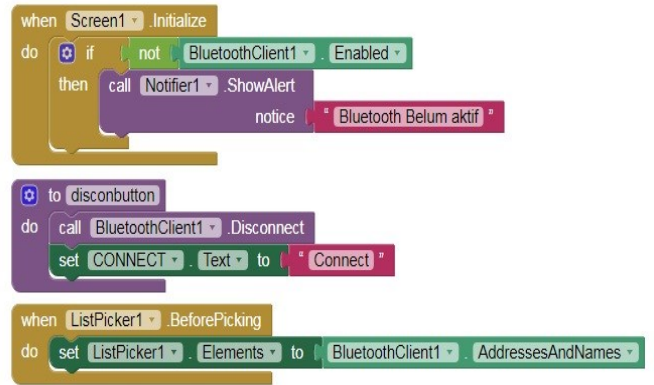 when Screen1 .Initialize
do if not BluetoothClient1 . Enabled
then call Notifier1 .ShowAlert
notice " Bluetooth Belum aktif "
to disconbutton
do call BluetoothClient1 .Disconnect
set CONNECT . Text to " Connect "
when ListPicker1 .BeforePicking
do set ListPicker1 . Elements to BluetoothClient1 . AddressesAndNames